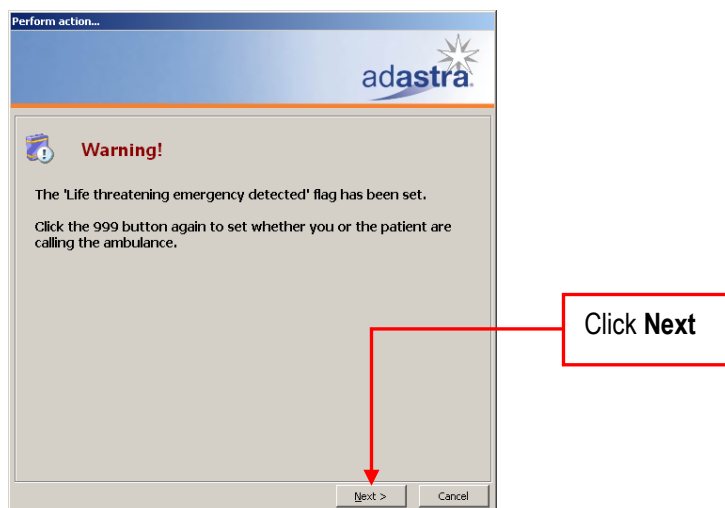 Perform action...
adastra
Warning!
The 'Life threatening emergency detected' flag has been set.
Click the 999 button again to set whether you or the patient are
calling the ambulance.
Click Next
Next >
Cancel